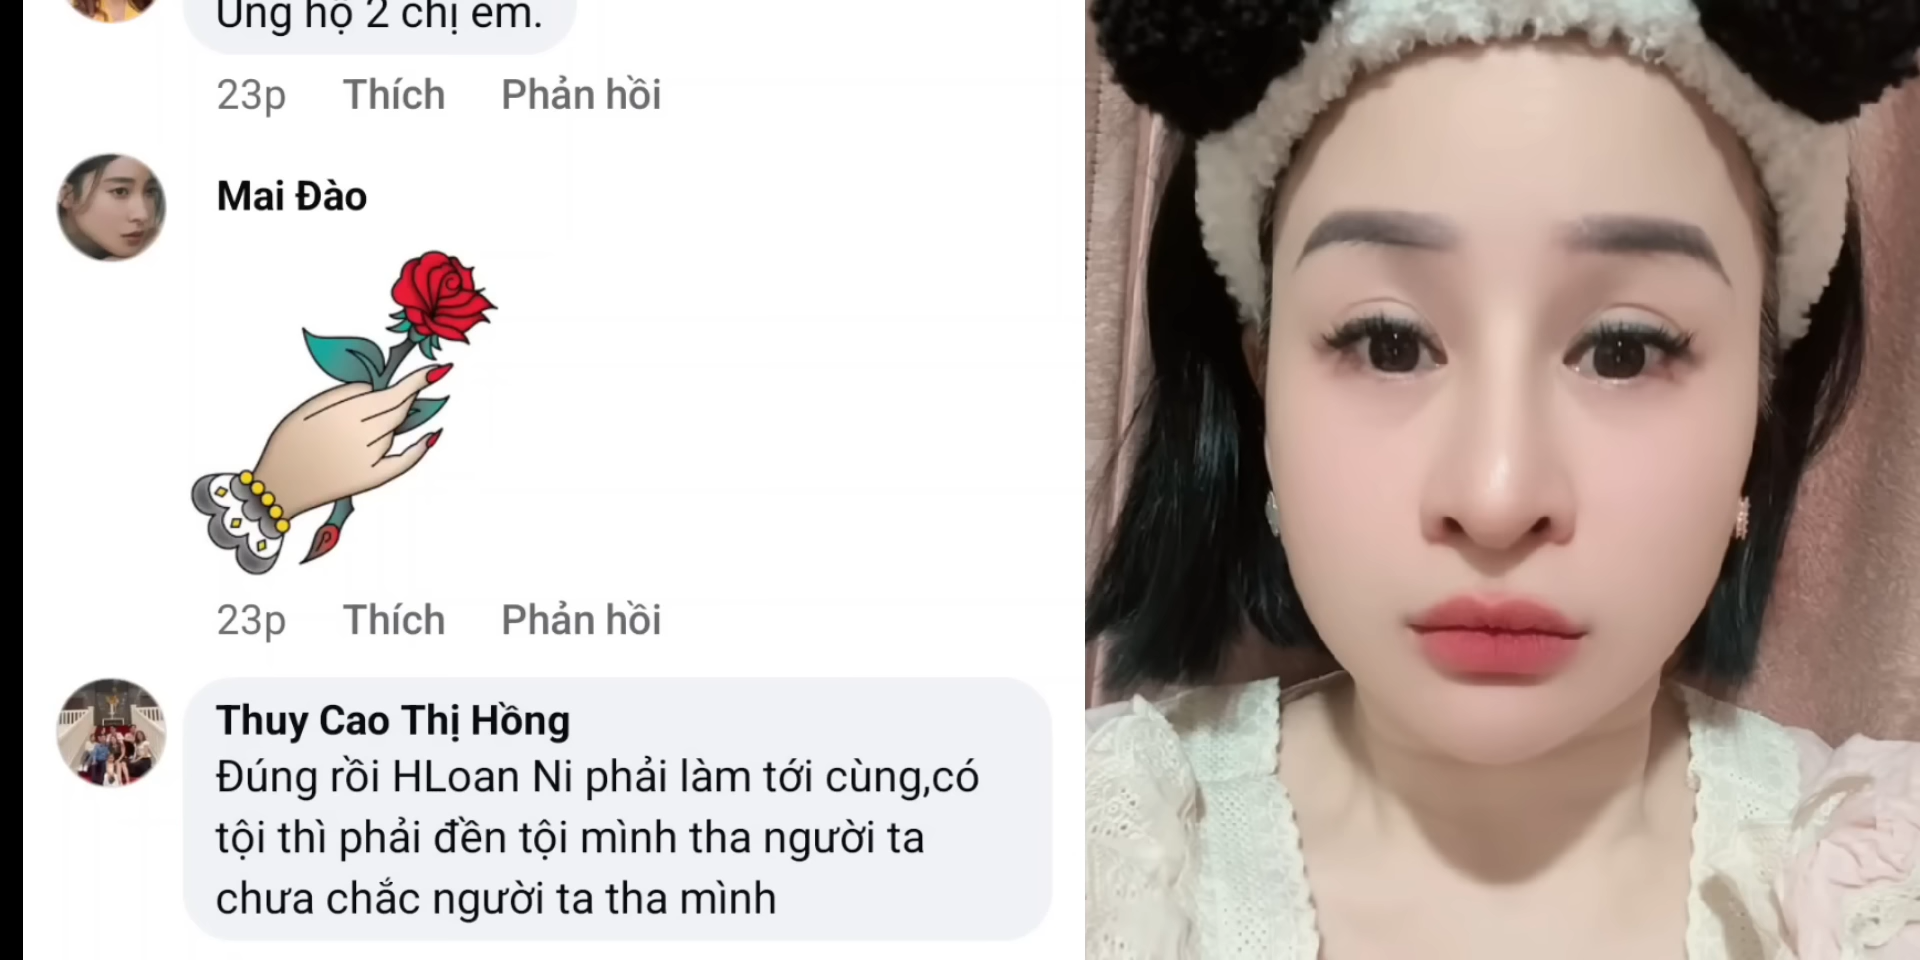 Ủng hộ 2 chị em.
23p Thích Phản hồi
Mai Đào
23p Thích Phản hồi
Thuy Cao Thị Hồng
Đúng rồi HLoan Ni phải làm tới cùng,có
tội thì phải đền tội mình tha người ta
chưa chắc người ta tha mình